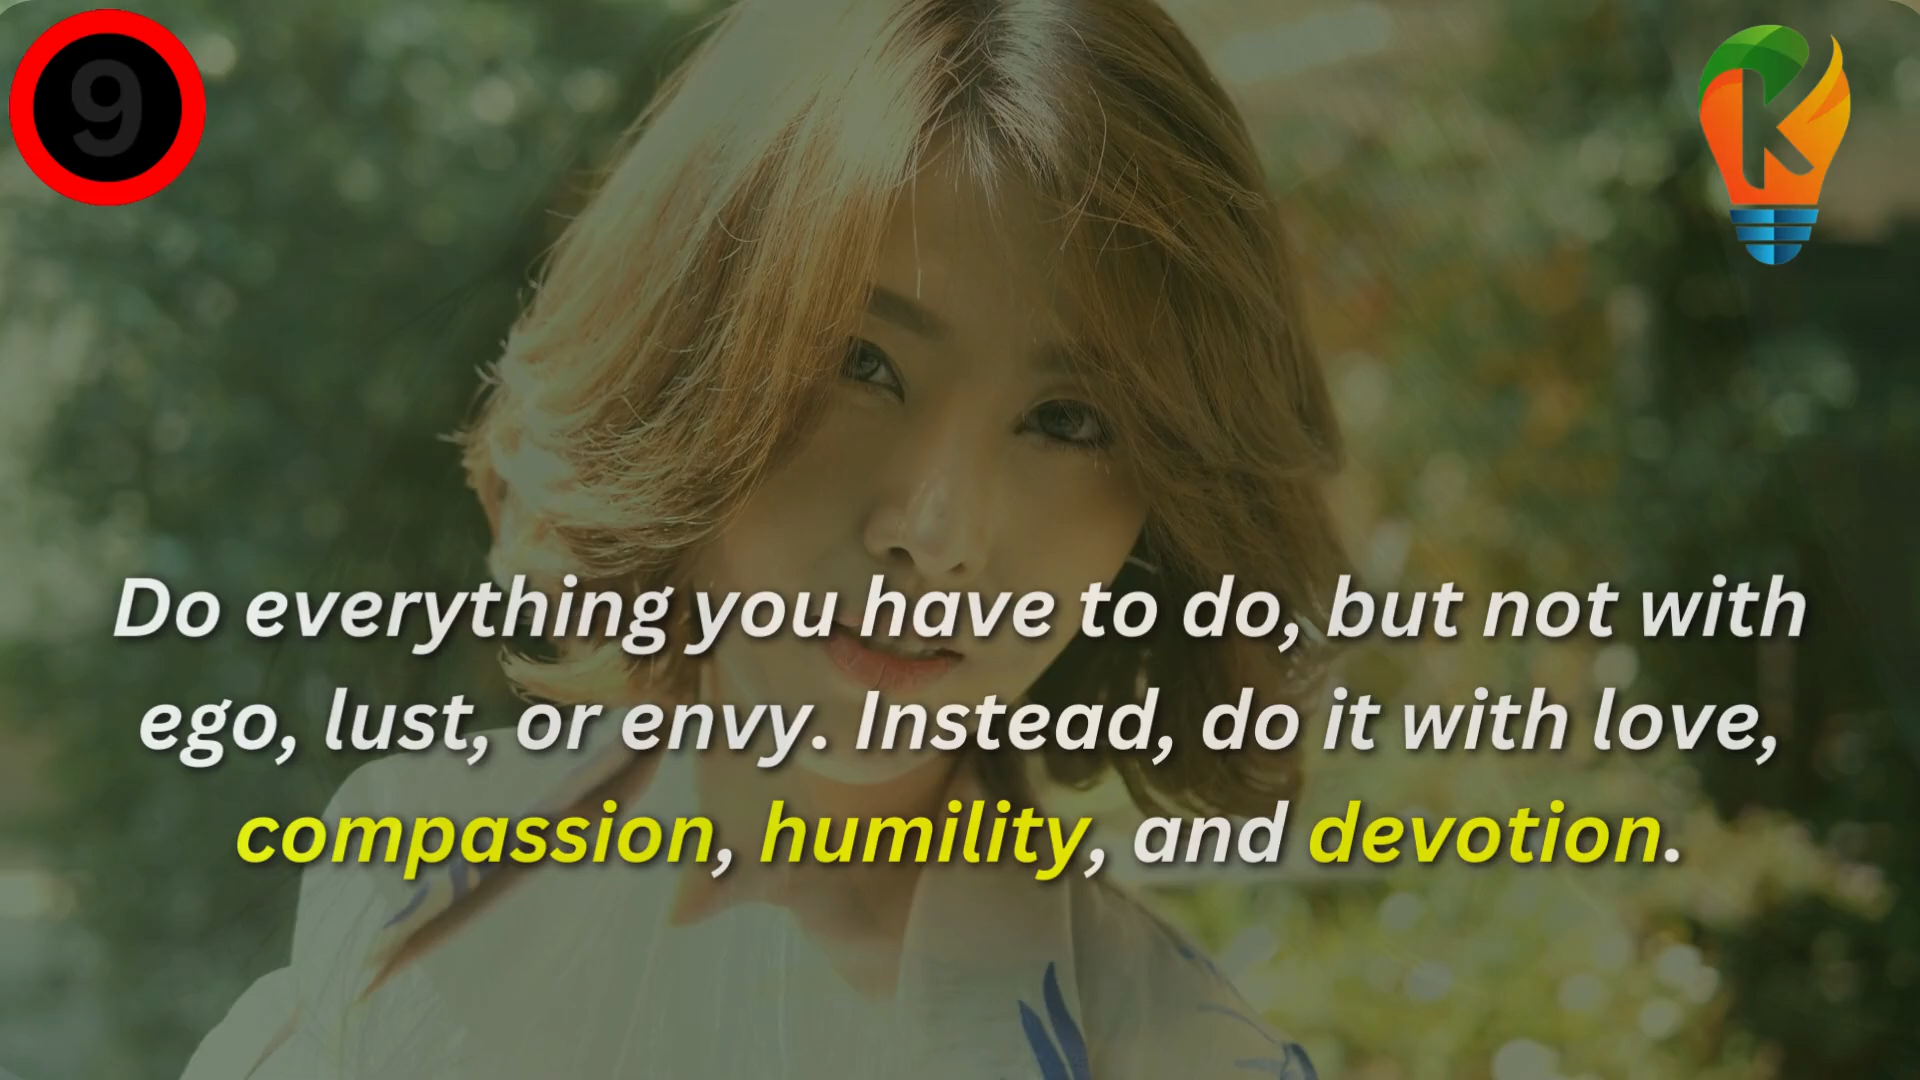 9
K
Do everything you have to do, but not with
ego, lust, or envy. Instead, do it with love,
compassion, humility, and devotion.